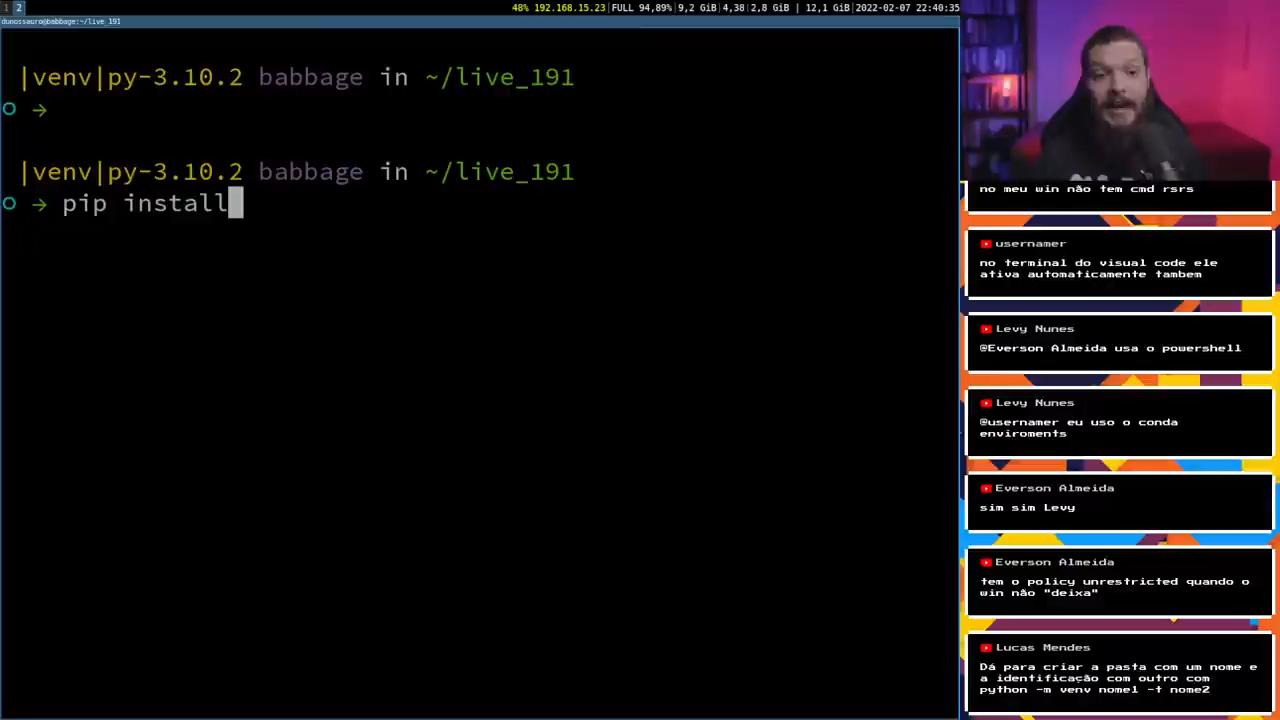 1 2
48% 192.168.15.23|FULL 94,89%|9,2 GiB|4,38|2,8 GiB | 12,1 GiB|2022-02-07 22:40:35
dunossauro@babbage:~/live_191
|venv|py-3.10.2 babbage in ~/live_191
→
|venv|py-3.10.2 babbage in ~/live_191
→ pip install
no meu win não tem cmd rsrs
usernamer
no terminal do visual code ele
ativa automaticamente tambem
Levy Nunes
@Everson Almeida usa o powershell
Levy Nunes
@usernamer eu uso o conda
enviroments
Everson Almeida
sim sim Levy
Everson Almeida
tem o policy unrestricted quando o
win não "deixa"
Lucas Mendes
Dá para criar a pasta com um nome e
a identificação com outro com
python -m venv nome1 -t nome2